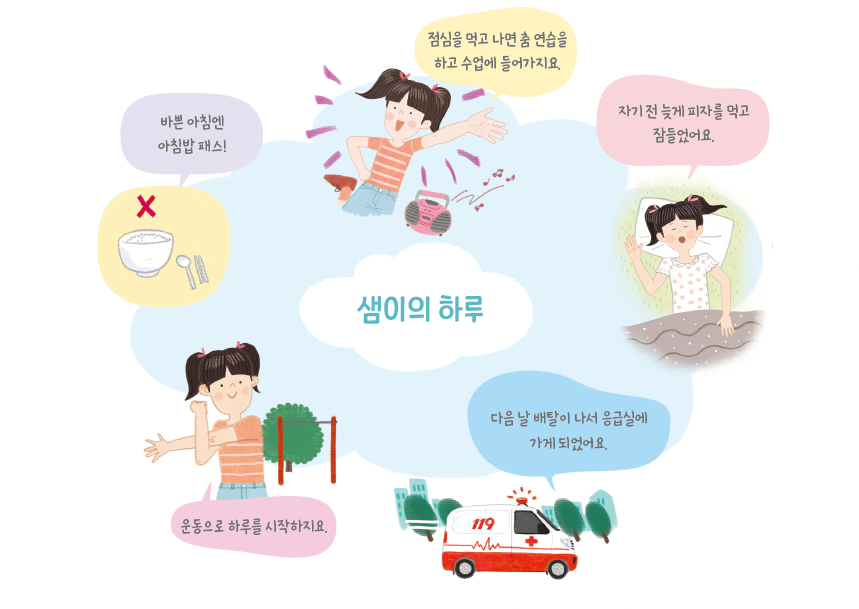 샘이의 하루
운동으로 하루를 시작하지요.
바쁜 아침엔
아침밥 패스!
점심을 먹고 나면 춤 연습을
하고 수업에 들어가지요.
자기 전 늦게 피자를 먹고
잠들었어요.
다음 날 배탈이 나서 응급실에
가게 되었어요.
119